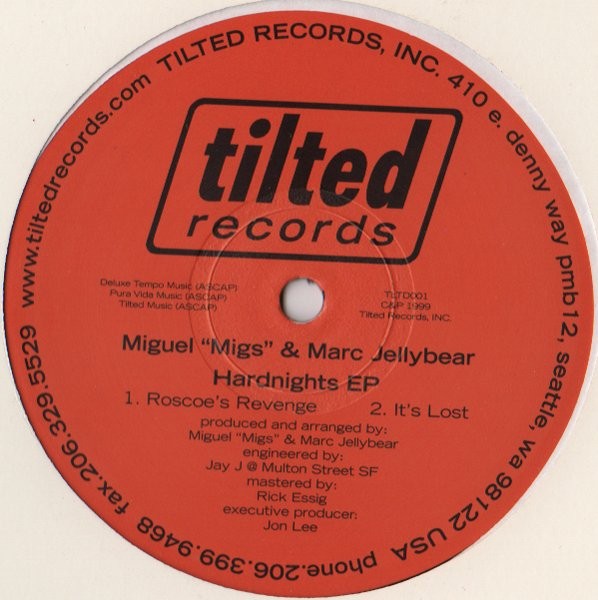 TILTED RECORDS, INC. 410 e. denny way pmb12, seattle, wa 98122 USA phone.206.399.9468 fax.206.329.5529 www.tiltedrecords.com
tilted
records
Deluxe Tempo Music (ASCAP)
Pura Vida Music (ASCAP)
Tilted Music (ASCAP)
TLTD001
C&P 1999
Tilted Records, INC.
Miguel "Migs" & Marc Jellybear
Hardnights EP
1. Roscoe's Revenge 2. It's Lost
produced and arranged by:
Miguel "Migs" & Marc Jellybear
engineered by:
Jay J @ Multon Street SF
mastered by:
Rick Essig
executive producer:
Jon Lee